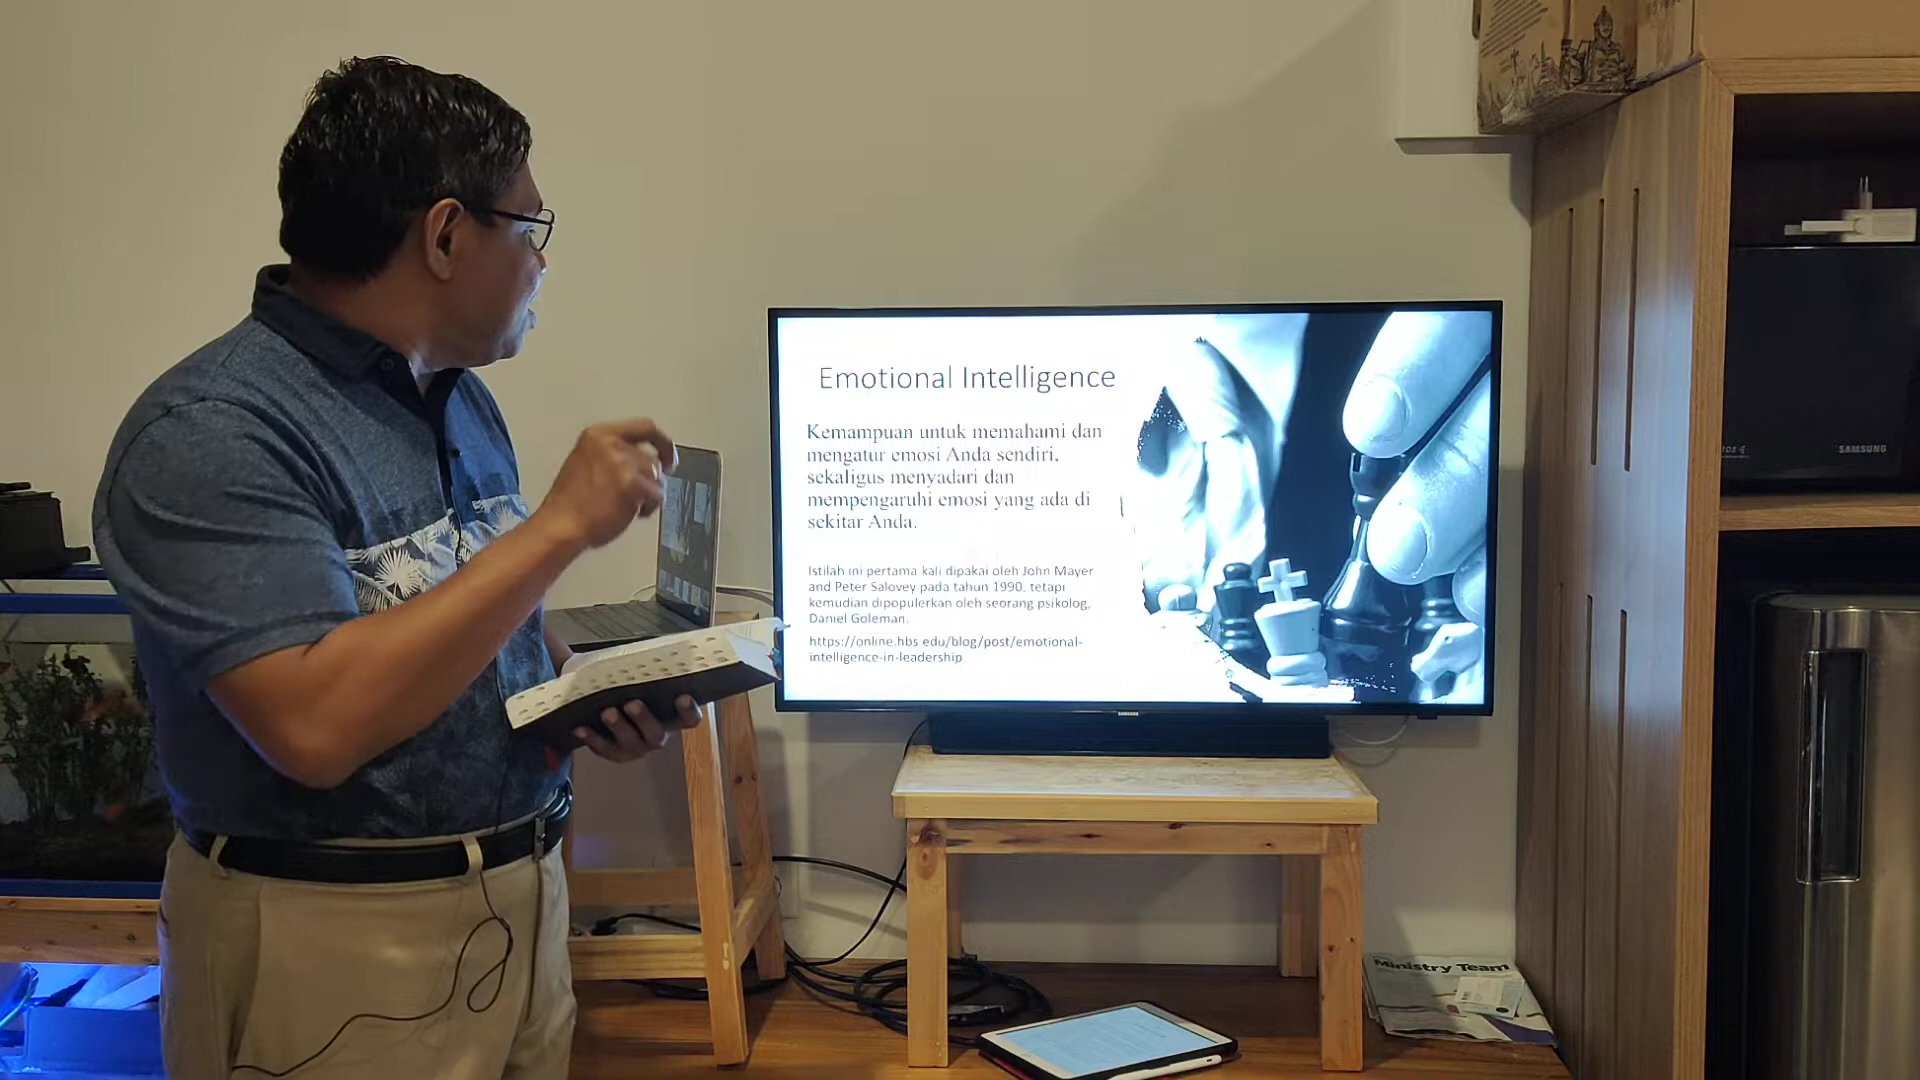 Emotional Intelligence
Kemampuan untuk memahami dan
mengatur emosi Anda sendiri,
sekaligus menyadari dan
mempengaruhi emosi yang ada di
sekitar Anda.
Istilah ini pertama kali dipakai oleh John Mayer
and Peter Salovey pada tahun 1990, tetapi
kemudian dipopulerkan oleh seorang psikolog,
Daniel Goleman.
https://online.hbs.edu/blog/post/emotional-
intelligence-in-leadership
SAMSUNG
SAMSUNG
Ministry Team